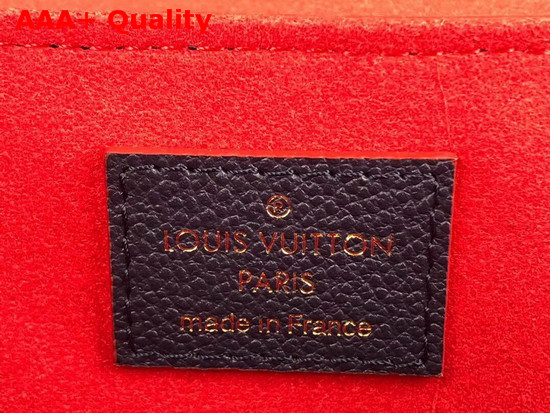 AAA+ Quality
LOUIS VUITTON
PARIS
made in France